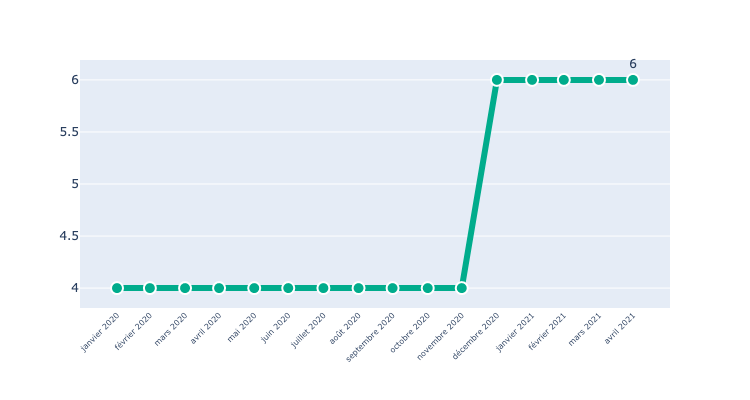 6
6
5.5
5
4.5
4
janvier 2020
février 2020
mars 2020
avril 2020
mai 2020
juin 2020
juillet 2020
août 2020
septembre 2020
octobre 2020
novembre 2020
décembre 2020
janvier 2021
février 2021
mars 2021
avril 2021